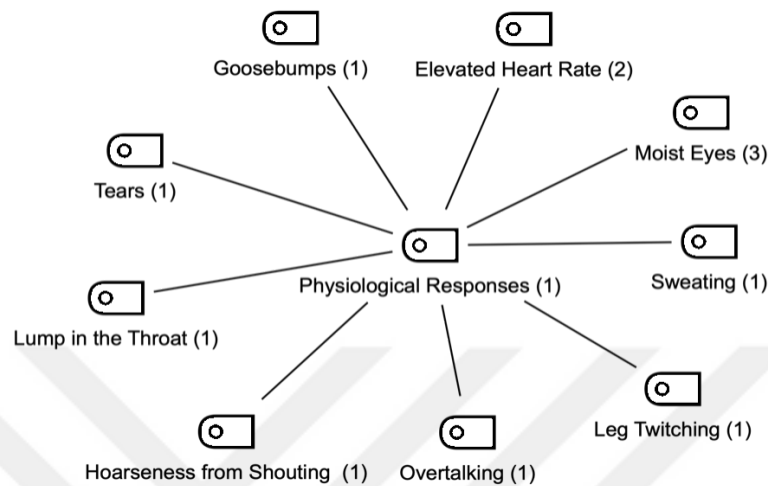 Goosebumps (1)
Elevated Heart Rate (2)
Moist Eyes (3)
Tears (1)
Physiological Responses (1)
Sweating (1)
Lump in the Throat (1)
Leg Twitching (1)
Hoarseness from Shouting (1)
Overtalking (1)